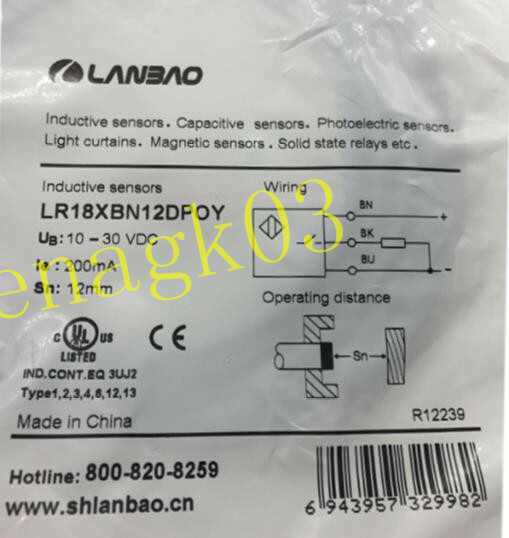 LANBAO
Inductive sensors. Capacitive sensors. Photoelectric sensors.
Light curtains. Magnetic sensors. Solid state relays etc.
Inductive sensors
Wiring
LR18XBN12DPOY
UB: 10 – 30 VDC
Ie: 200mA
Sn: 12mm
BN
+
BK
BU
-
Operating distance
Sn
C UL US
LISTED
CE
IND.CONT.EQ 3UJ2
Type1,2,3,4,6,12,13
Made in China
R12239
Hotline: 800-820-8259
www.shlanbao.cn
6 943957 329982
enagk03